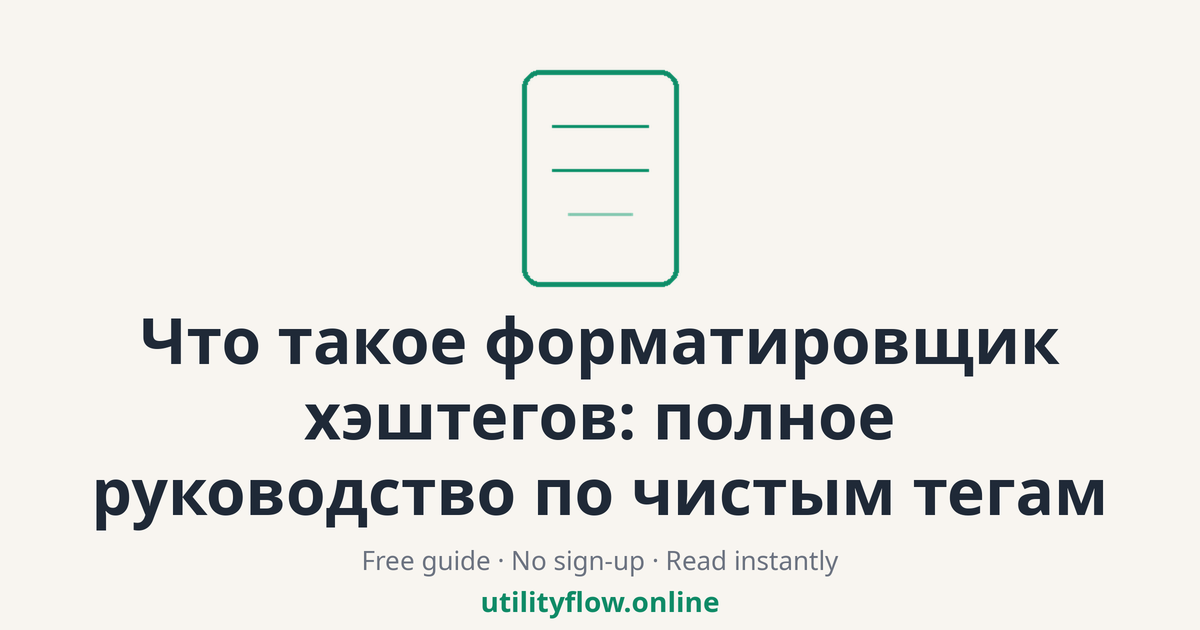 Что такое форматировщик
хэштегов: полное
руководство по чистым тегам
Free guide · No sign-up · Read instantly
utilityflow.online